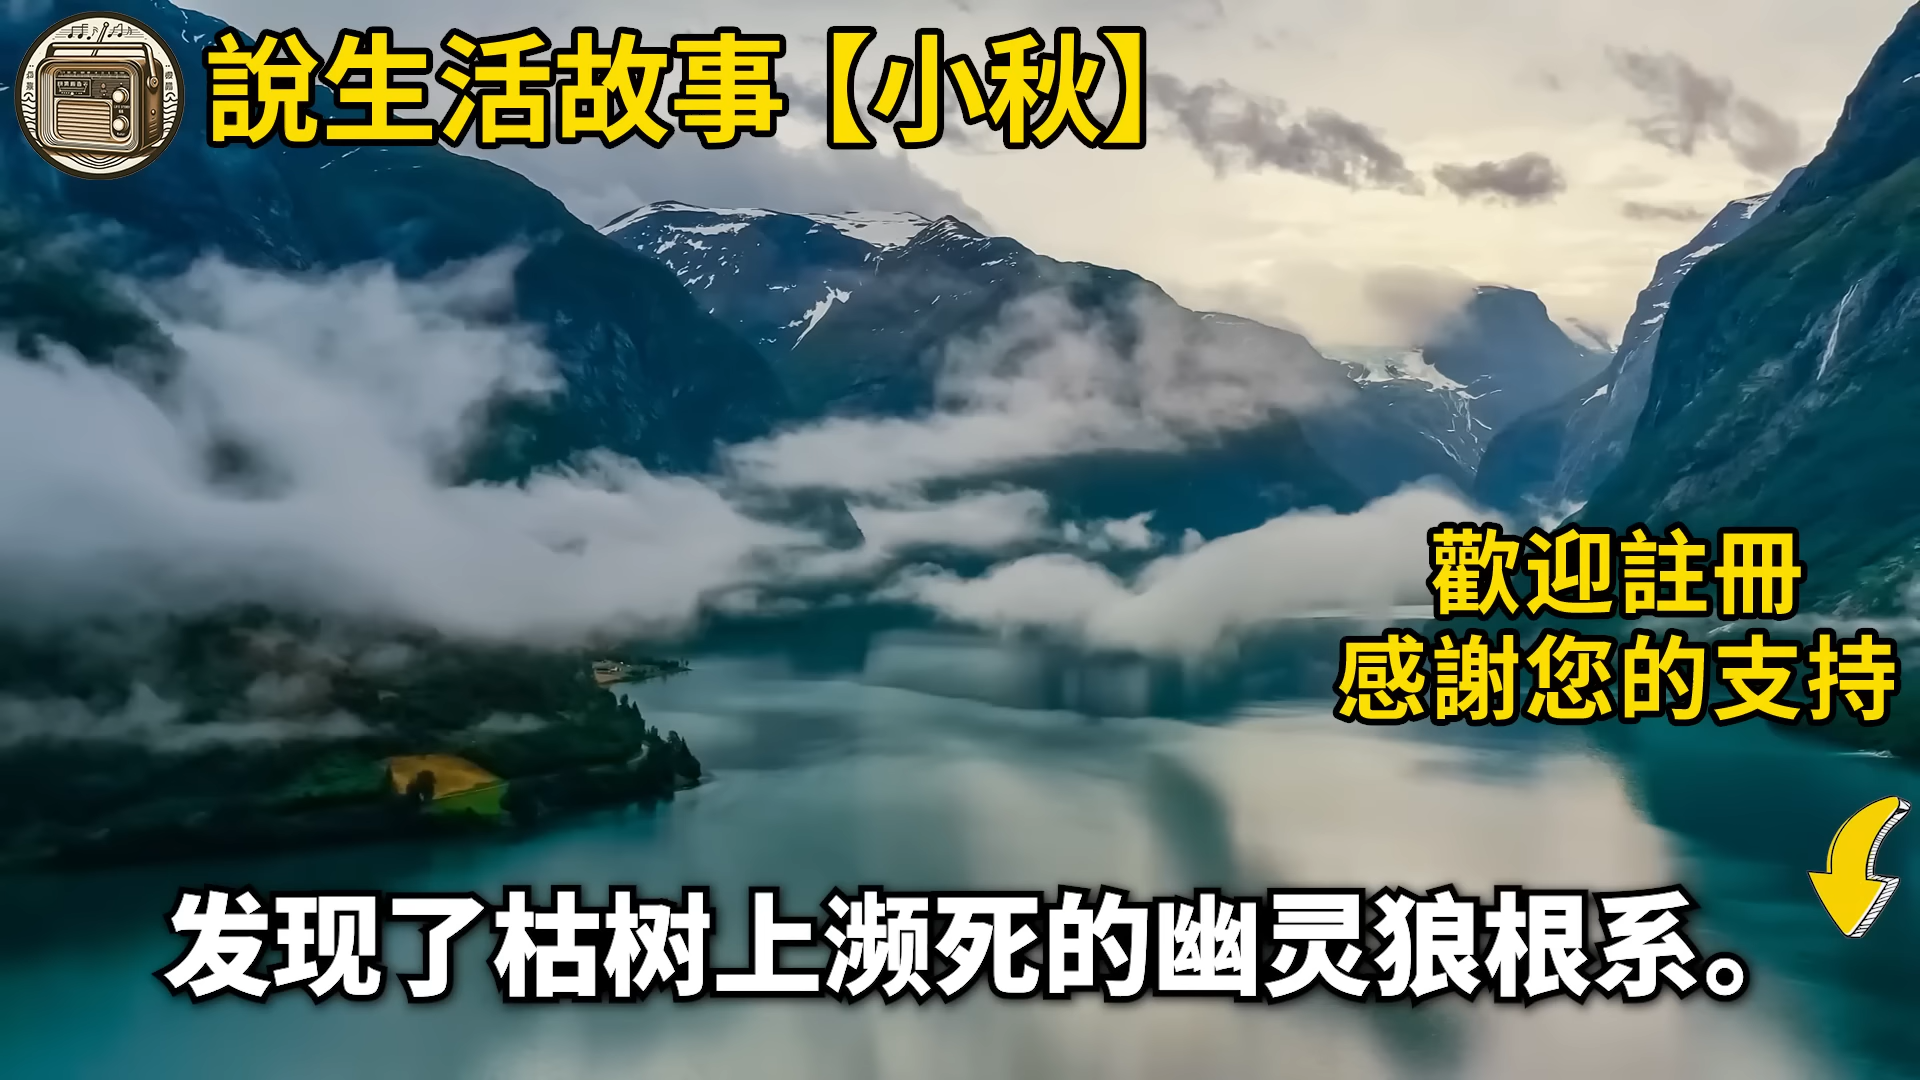 說生活故事【小秋】
歡迎註冊
感謝您的支持
发现了枯树上濒死的幽灵狼根系。